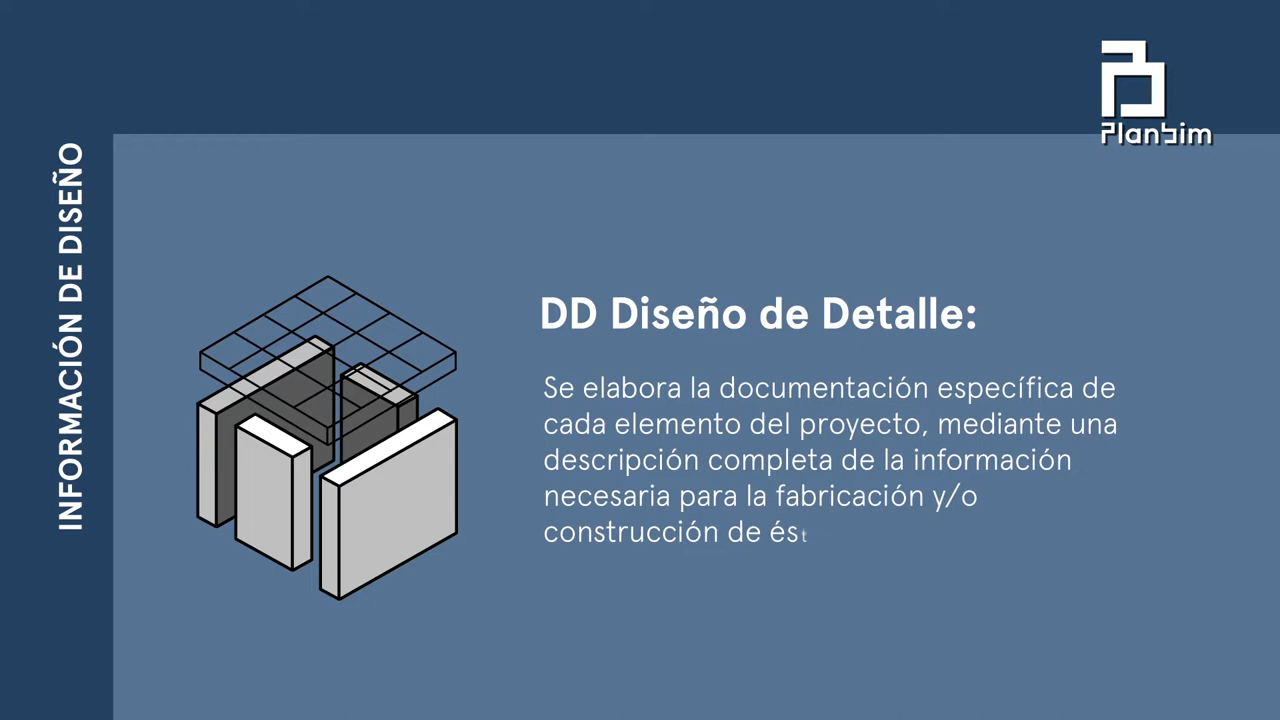 PlanBim
INFORMACIÓN DE DISEÑO
DD Diseño de Detalle:
Se elabora la documentación específica de
cada elemento del proyecto, mediante una
descripción completa de la información
necesaria para la fabricación y/o
construcción de ést